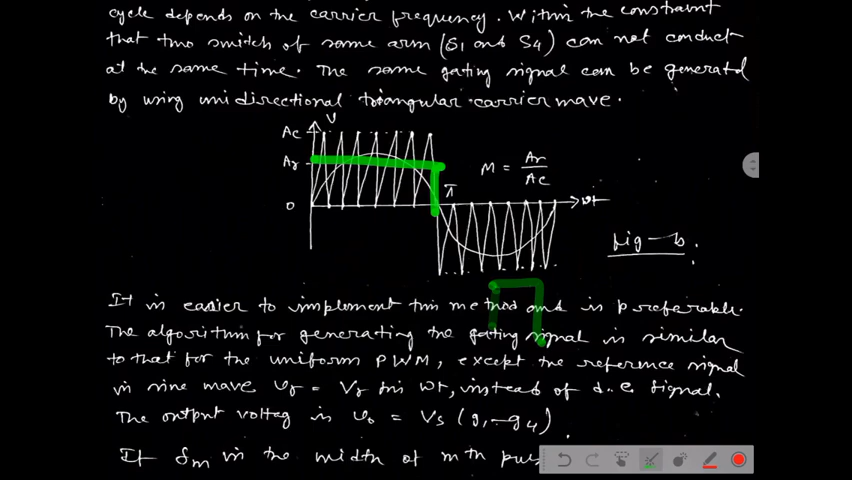 cycle depends on the carrier frequency. Within the constraint
that two switch of same arm (S1 and S4) can not conduct
at the same time. The same gating signal can be generated
by using unidirectional triangular carrier wave.
V
Ac
Ar
0
π
wt
M = Ar/Ac
fig-b.
It is easier to implement this method and is preferable.
The algorithm for generating the gating signal is similar
to that for the uniform PWM, except the reference signal
is sine wave vr = Vr sin wt, instead of d.c. signal.
The output voltag is vo = Vs (g1-g4)
If δm is the width of mth puls